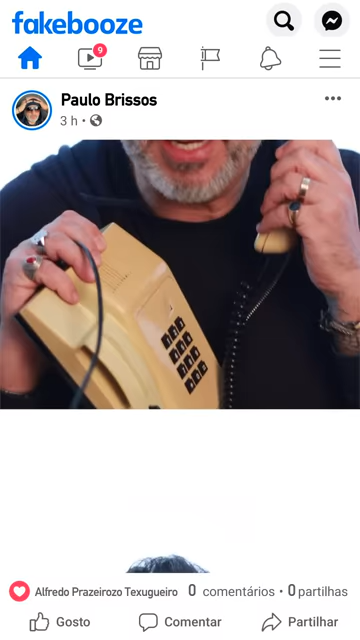 fakebooze
9
Paulo Brissos
3 h
Alfredo Prazeirozo Texugueiro 0 comentários • 0 partilhas
Gosto Comentar Partilhar